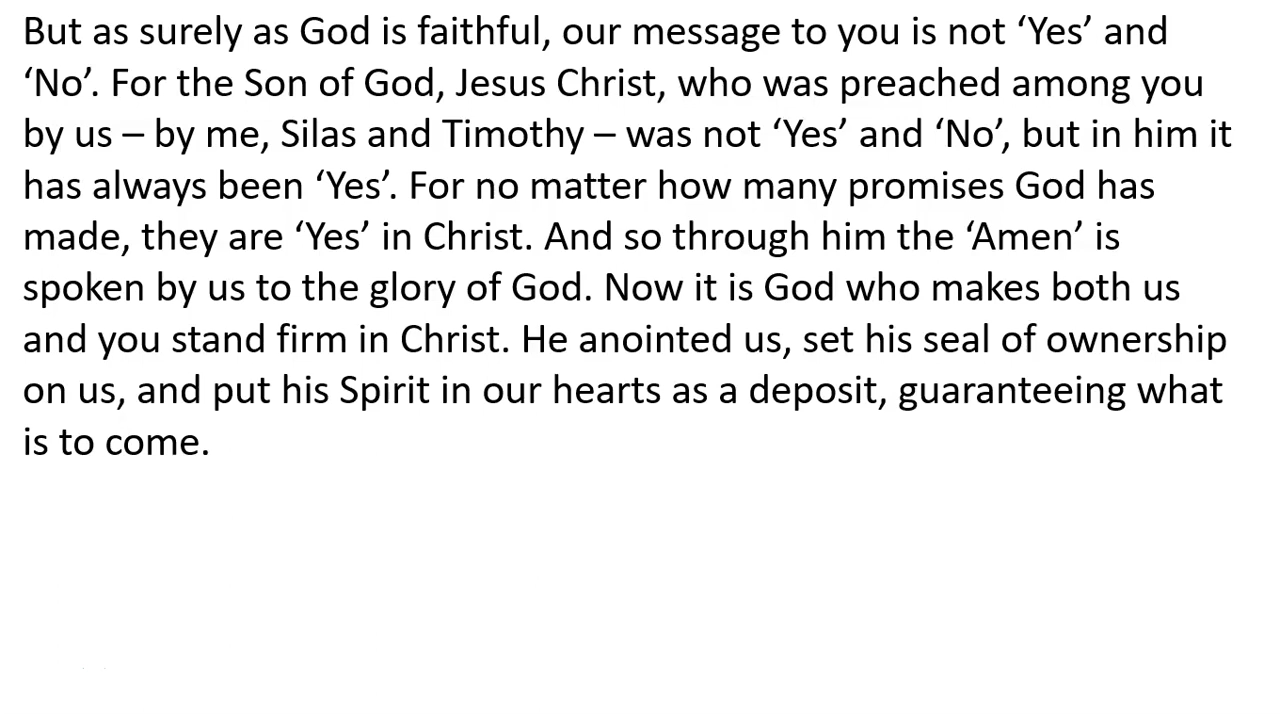 But as surely as God is faithful, our message to you is not ‘Yes’ and
‘No’. For the Son of God, Jesus Christ, who was preached among you
by us – by me, Silas and Timothy – was not ‘Yes’ and ‘No’, but in him it
has always been ‘Yes’. For no matter how many promises God has
made, they are ‘Yes’ in Christ. And so through him the ‘Amen’ is
spoken by us to the glory of God. Now it is God who makes both us
and you stand firm in Christ. He anointed us, set his seal of ownership
on us, and put his Spirit in our hearts as a deposit, guaranteeing what
is to come.